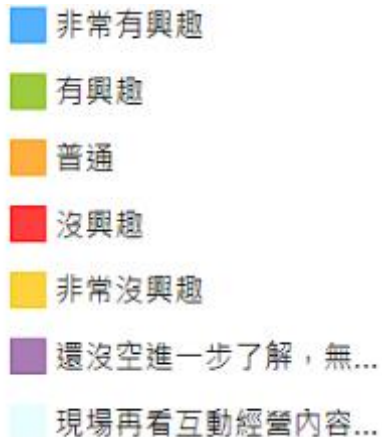 非常有興趣
有興趣
普通
沒興趣
非常沒興趣
還沒空進一步了解，無...
現場再看互動經營內容...